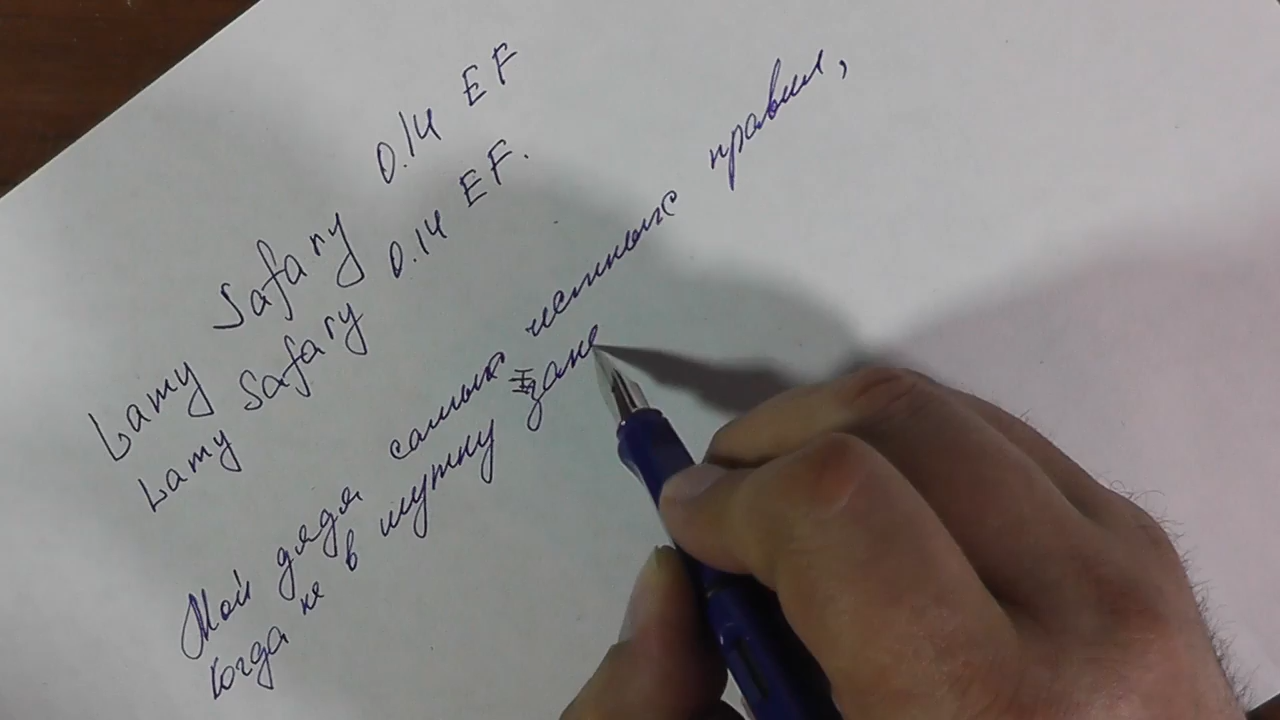 Lamy Safary 0.14 EF
Lamy Safary 0.14 EF.
Мой дядя самых честных правил,
когда не в шутку зане